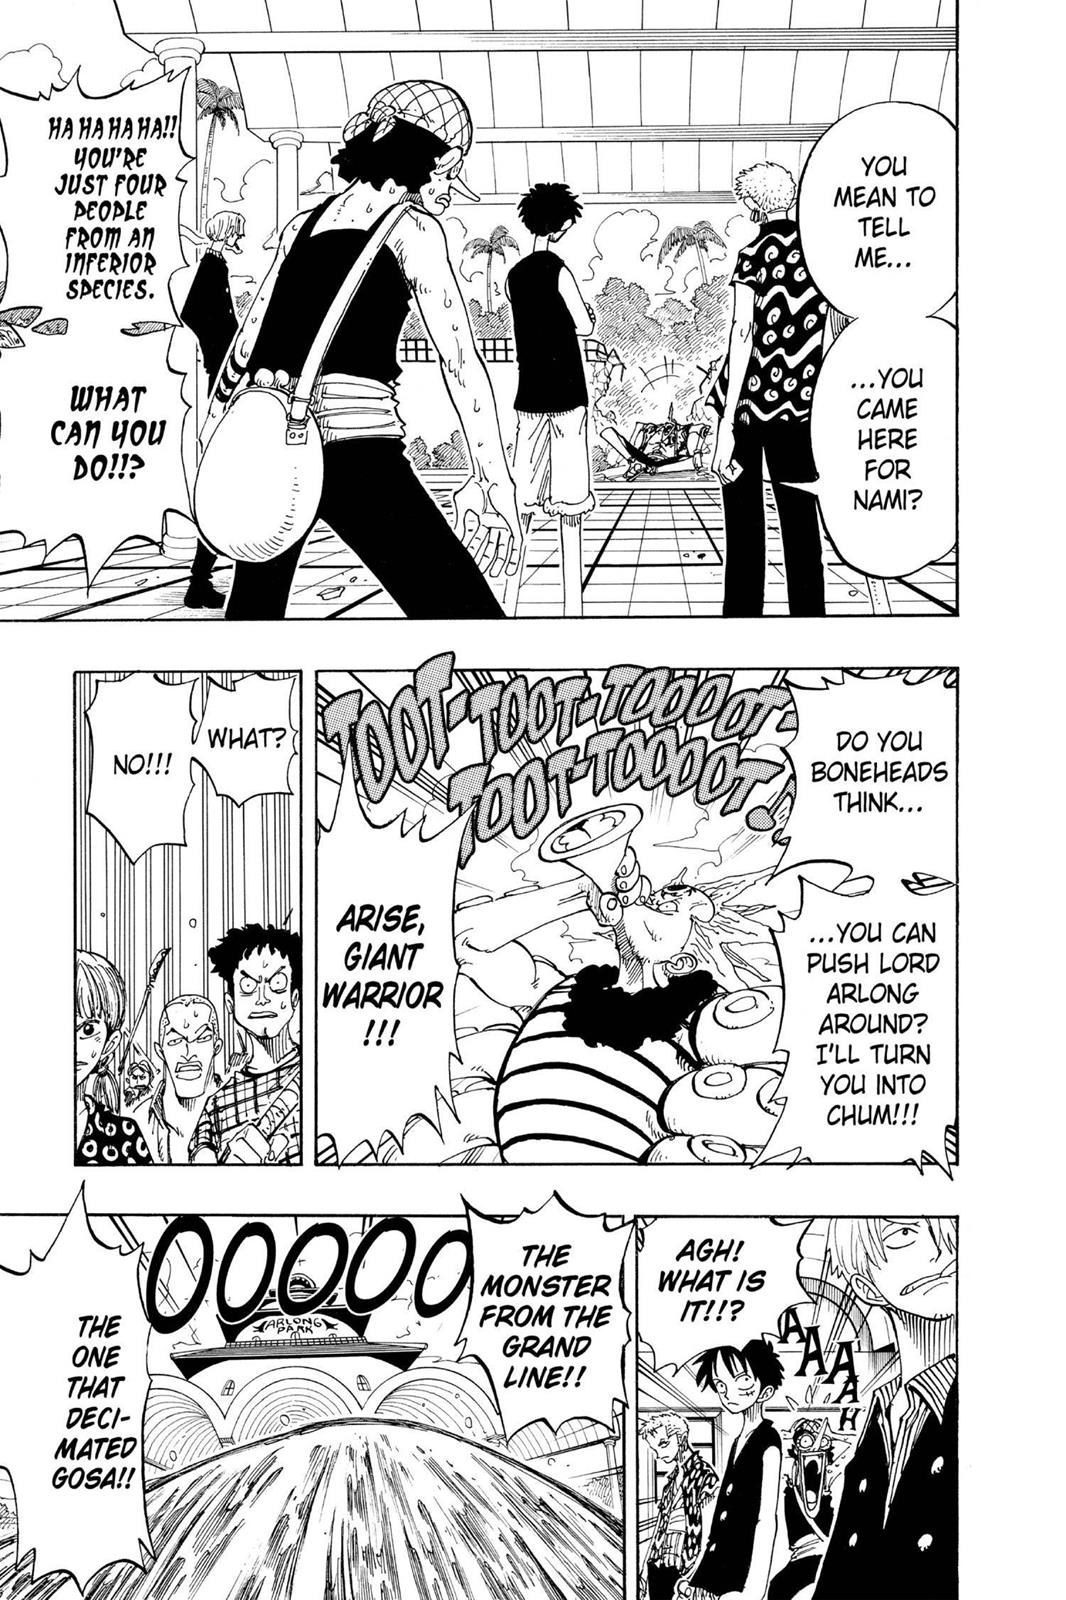 YOU
MEAN TO
TELL
ME...
...YOU
CAME
HERE
FOR
NAMI?
HA HA HA HA!!
YOU'RE
JUST FOUR
PEOPLE
FROM AN
INFERIOR
SPECIES.
WHAT
CAN YOU
DO!!?
DO YOU
BONEHEADS
THINK...
...YOU CAN
PUSH LORD
ARLONG
AROUND?
I'LL TURN
YOU INTO
CHUM!!!
TOOT-TOOT-TOOOOT-
TOOT-TOOOOT♪
ARISE,
GIANT
WARRIOR
!!!
WHAT?
NO!!!
AGH!
WHAT IS
IT!!?
AAAAH
THE
MONSTER
FROM THE
GRAND
LINE!!
OOOOO
ARLONG
PARK
THE
ONE
THAT
DECI-
MATED
GOSA!!